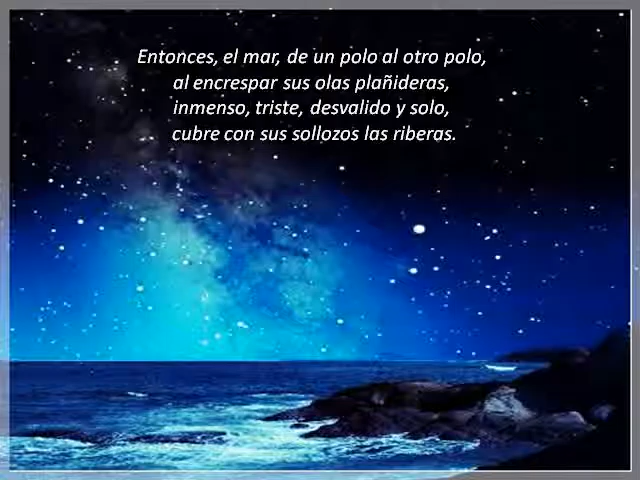 Entonces, el mar, de un polo al otro polo,
al encrespar sus olas plañideras,
inmenso, triste, desvalido y solo,
cubre con sus sollozos las riberas.